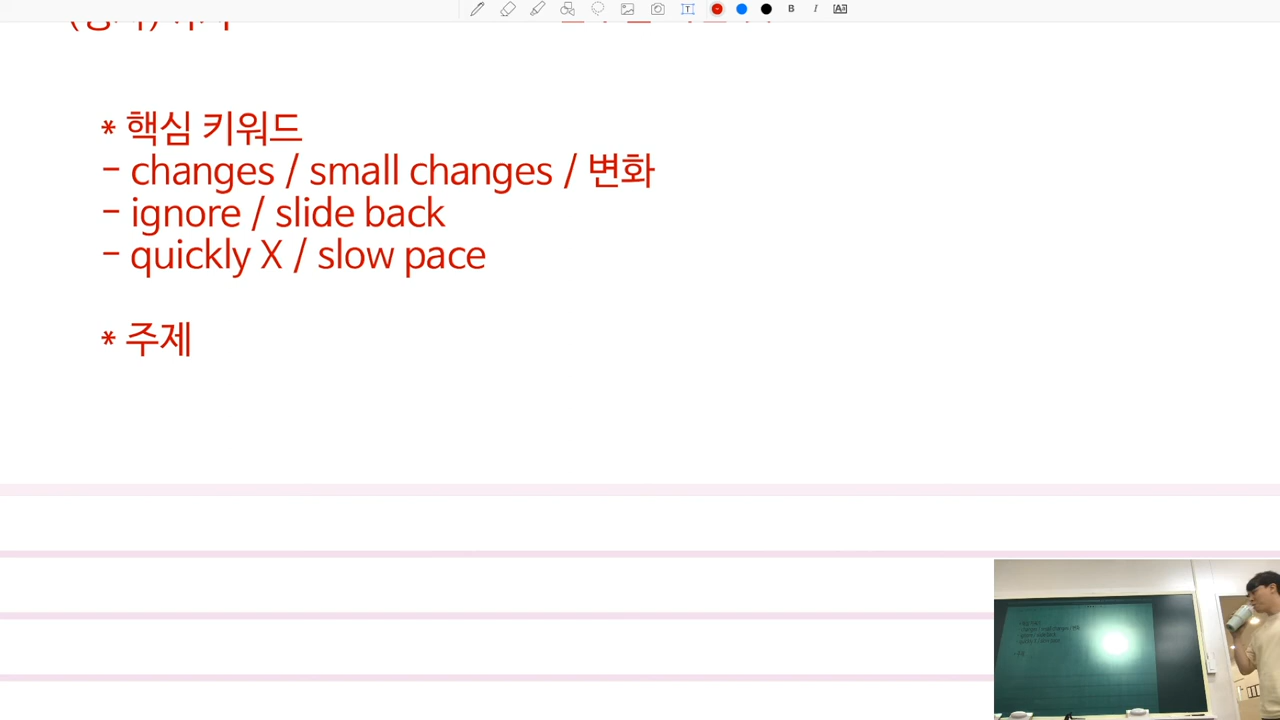 * 핵심 키워드
- changes / small changes / 변화
- ignore / slide back
- quickly X / slow pace
* 주제